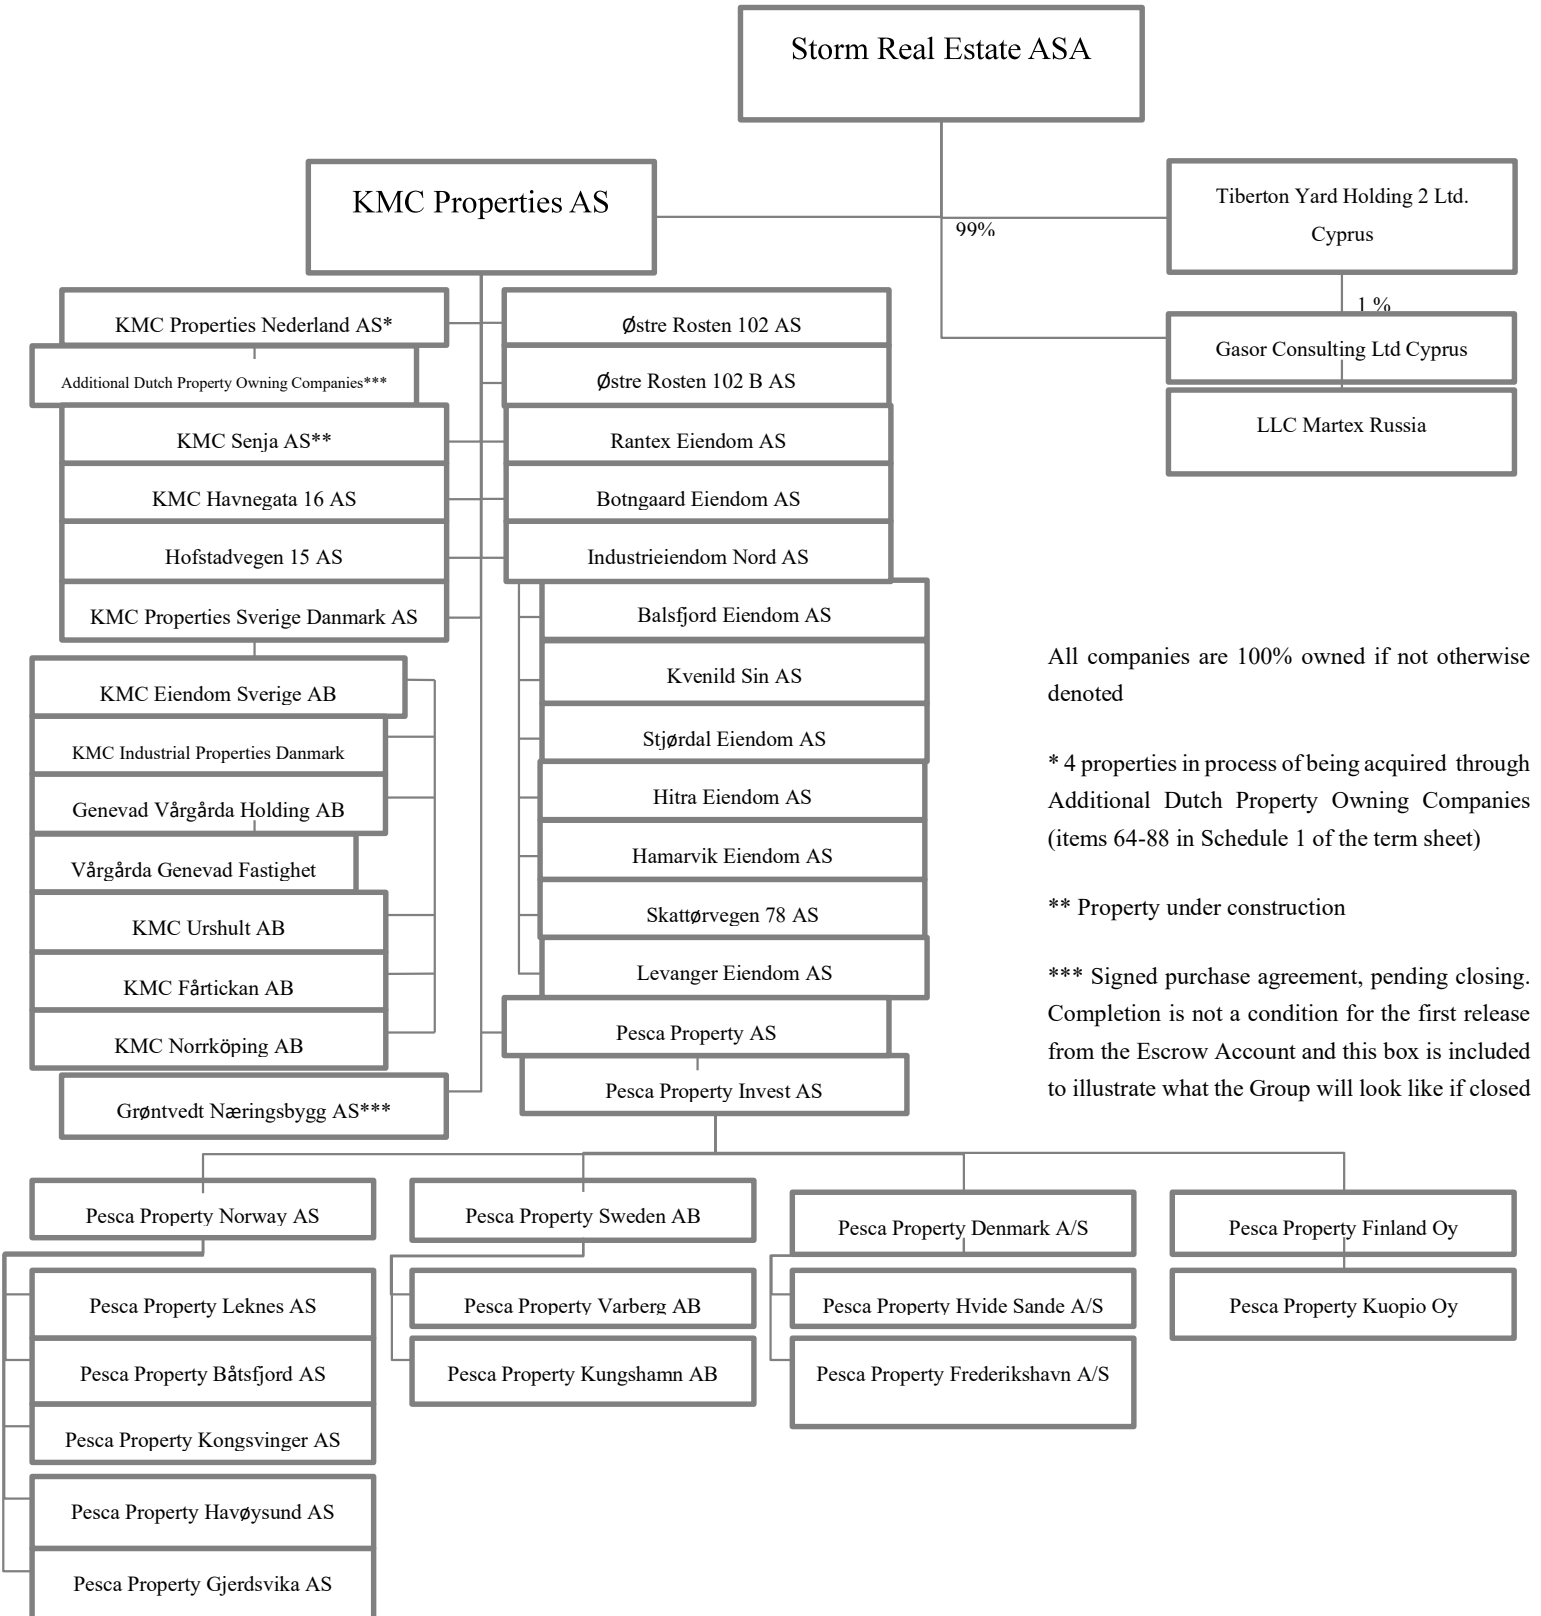 Storm Real Estate ASA
KMC Properties AS
Tiberton Yard Holding 2 Ltd.
Cyprus
99%
1 %
Gasor Consulting Ltd Cyprus
LLC Martex Russia
KMC Properties Nederland AS*
Additional Dutch Property Owning Companies***
KMC Senja AS**
KMC Havnegata 16 AS
Hofstadvegen 15 AS
KMC Properties Sverige Danmark AS
KMC Eiendom Sverige AB
KMC Industrial Properties Danmark
Genevad Vårgårda Holding AB
Vårgårda Genevad Fastighet
KMC Urshult AB
KMC Fårtickan AB
KMC Norrköping AB
Grøntvedt Næringsbygg AS***
Østre Rosten 102 AS
Østre Rosten 102 B AS
Rantex Eiendom AS
Botngaard Eiendom AS
Industrieiendom Nord AS
Balsfjord Eiendom AS
Kvenild Sin AS
Stjørdal Eiendom AS
Hitra Eiendom AS
Hamarvik Eiendom AS
Skattørvegen 78 AS
Levanger Eiendom AS
Pesca Property AS
Pesca Property Invest AS
All companies are 100% owned if not otherwise
denoted
* 4 properties in process of being acquired through
Additional Dutch Property Owning Companies
(items 64-88 in Schedule 1 of the term sheet)
** Property under construction
*** Signed purchase agreement, pending closing.
Completion is not a condition for the first release
from the Escrow Account and this box is included
to illustrate what the Group will look like if closed
Pesca Property Norway AS
Pesca Property Leknes AS
Pesca Property Båtsfjord AS
Pesca Property Kongsvinger AS
Pesca Property Havøysund AS
Pesca Property Gjerdsvika AS
Pesca Property Sweden AB
Pesca Property Varberg AB
Pesca Property Kungshamn AB
Pesca Property Denmark A/S
Pesca Property Hvide Sande A/S
Pesca Property Frederikshavn A/S
Pesca Property Finland Oy
Pesca Property Kuopio Oy